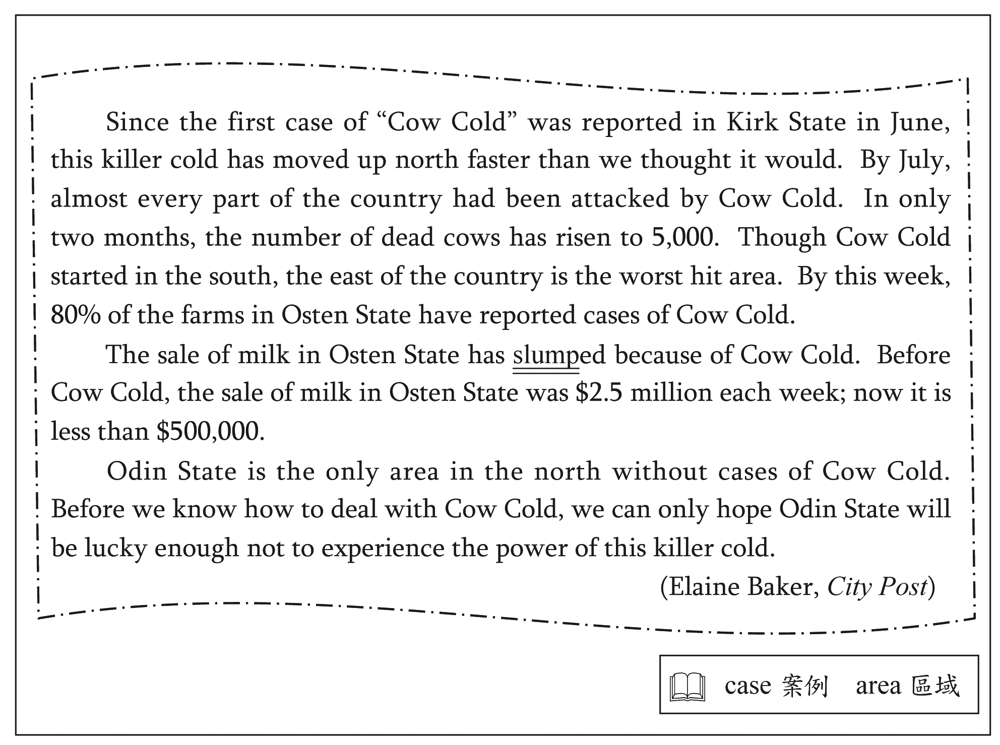 Since the first case of “Cow Cold” was reported in Kirk State in June,
this killer cold has moved up north faster than we thought it would. By July,
almost every part of the country had been attacked by Cow Cold. In only
two months, the number of dead cows has risen to 5,000. Though Cow Cold
started in the south, the east of the country is the worst hit area. By this week,
80% of the farms in Osten State have reported cases of Cow Cold.
The sale of milk in Osten State has slumped because of Cow Cold. Before
Cow Cold, the sale of milk in Osten State was $2.5 million each week; now it is
less than $500,000.
Odin State is the only area in the north without cases of Cow Cold.
Before we know how to deal with Cow Cold, we can only hope Odin State will
be lucky enough not to experience the power of this killer cold.
(Elaine Baker, City Post)
case 案例 area 區域